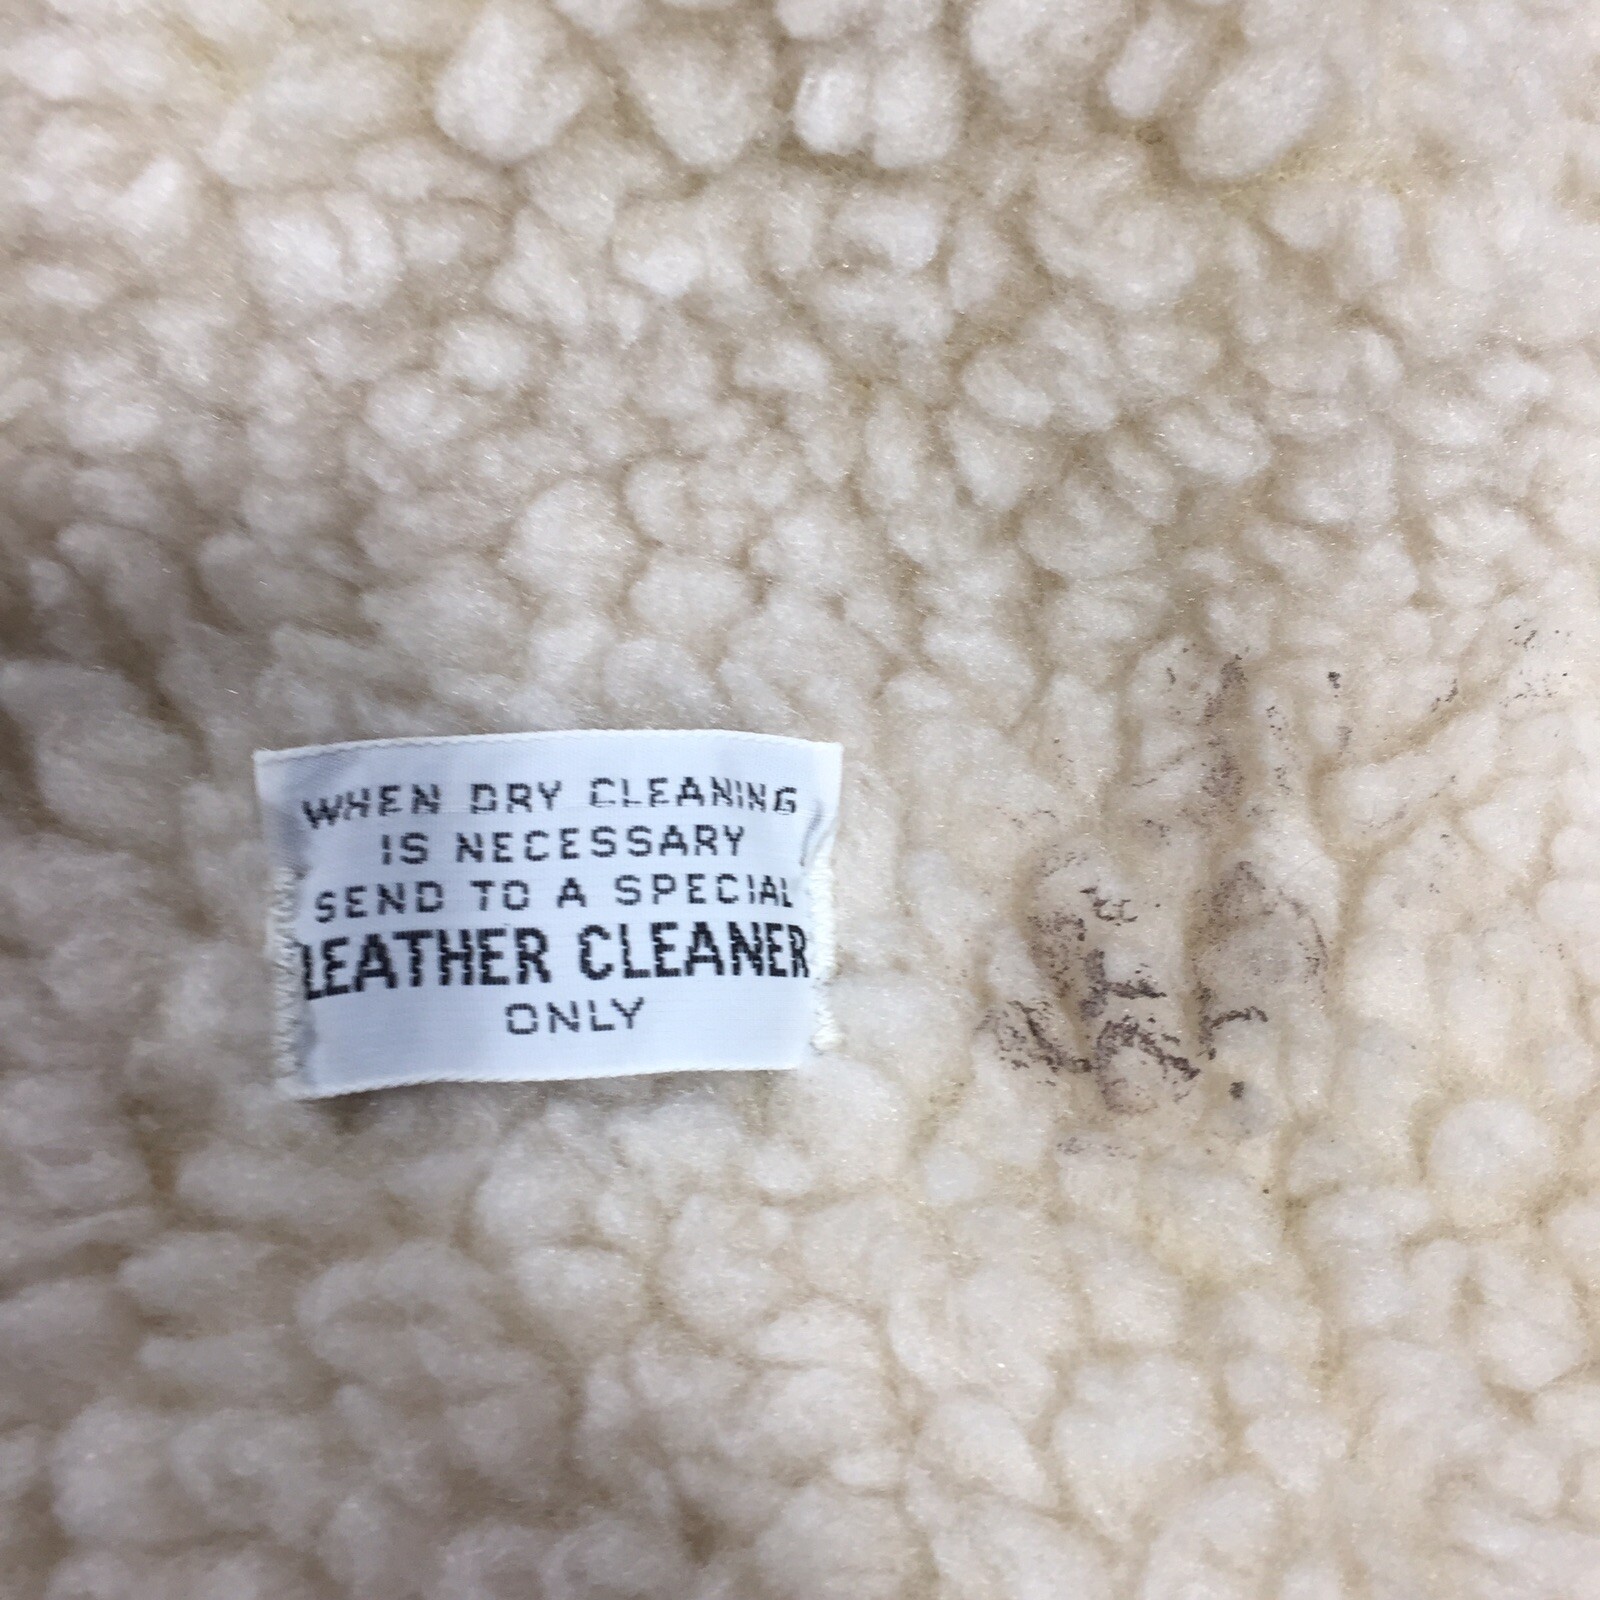 WHEN DRY CLEANING
IS NECESSARY
SEND TO A SPECIAL
LEATHER CLEANER
ONLY